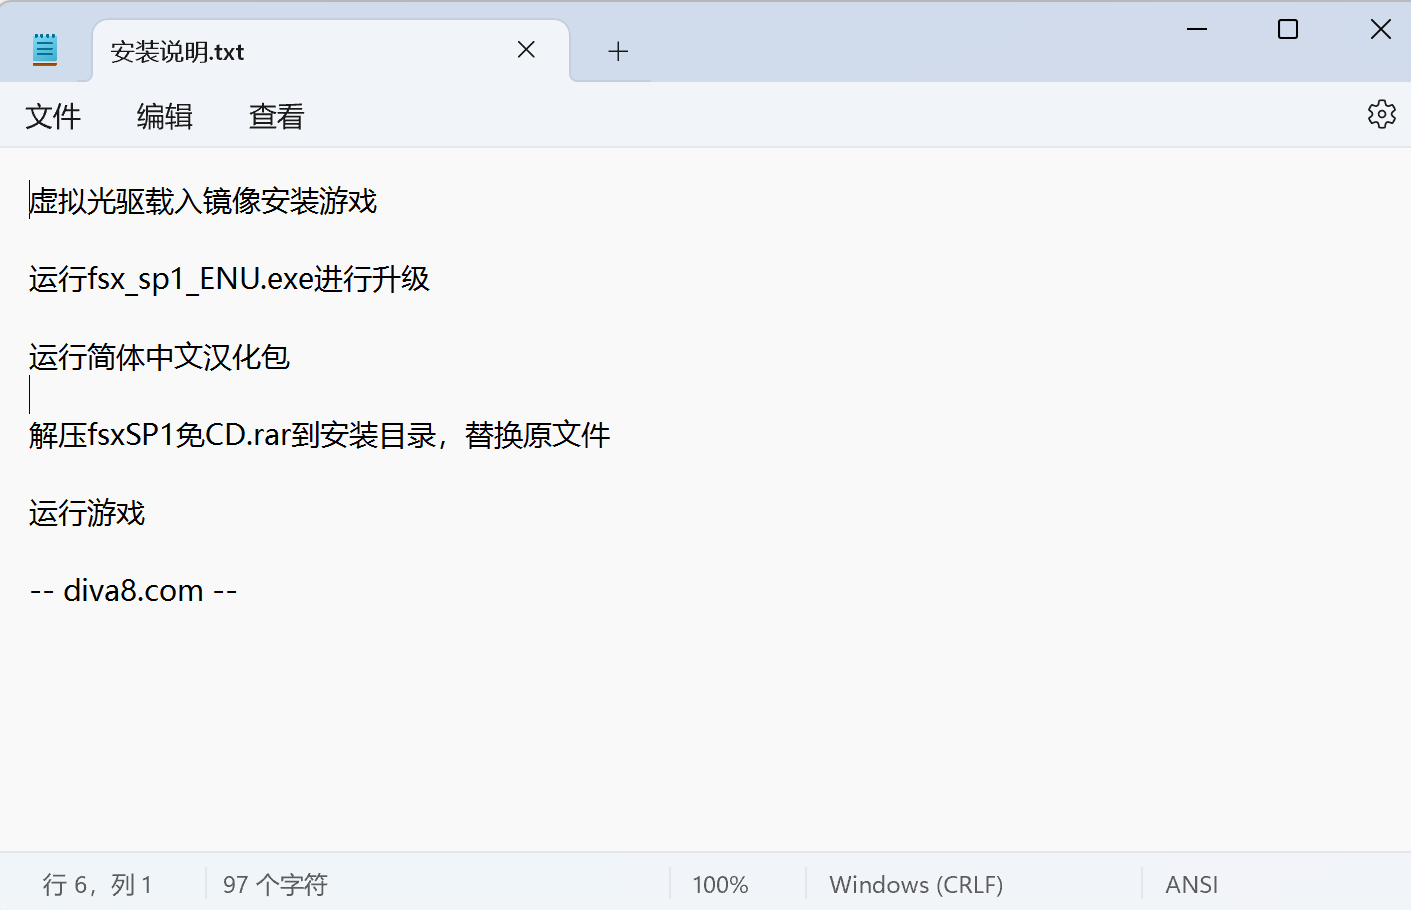 安装说明.txt
文件 编辑 查看
虚拟光驱载入镜像安装游戏
运行fsx_sp1_ENU.exe进行升级
运行简体中文汉化包
解压fsxSP1免CD.rar到安装目录，替换原文件
运行游戏
-- diva8.com --
行 6，列 1 97 个字符 100% Windows (CRLF) ANSI